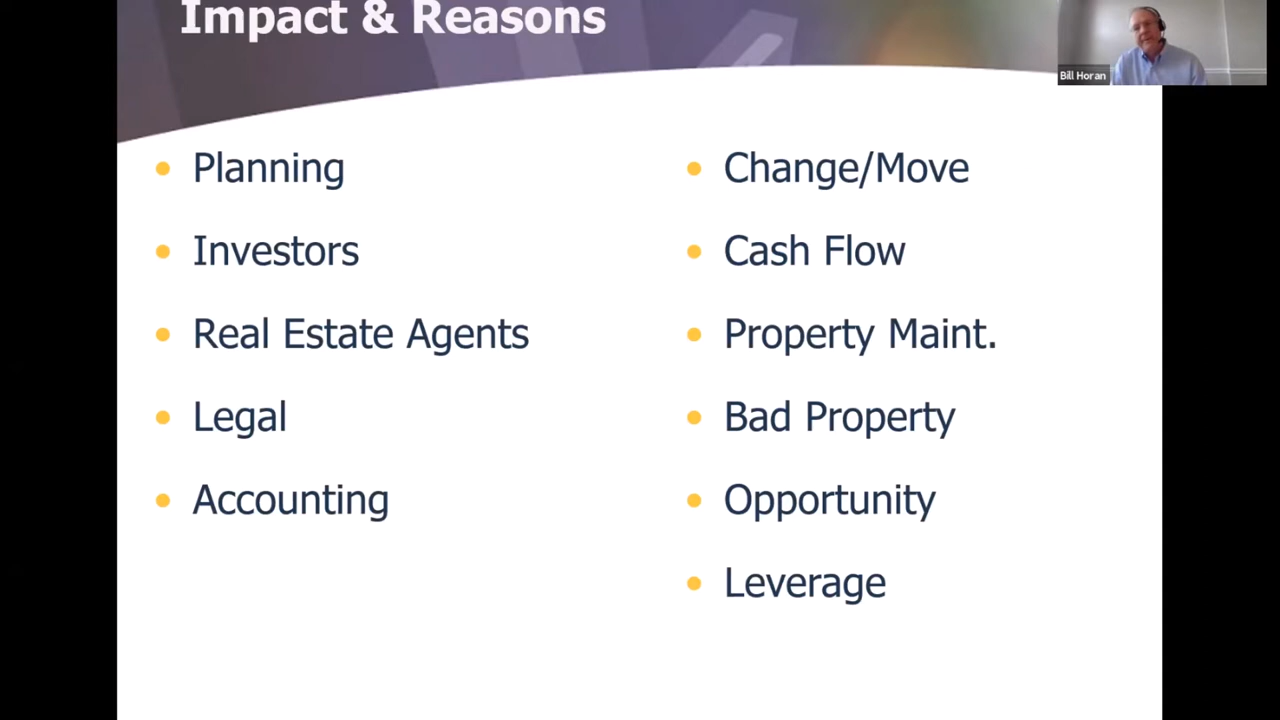 Impact & Reasons
Bill Horan
Planning
Investors
Real Estate Agents
Legal
Accounting
Change/Move
Cash Flow
Property Maint.
Bad Property
Opportunity
Leverage